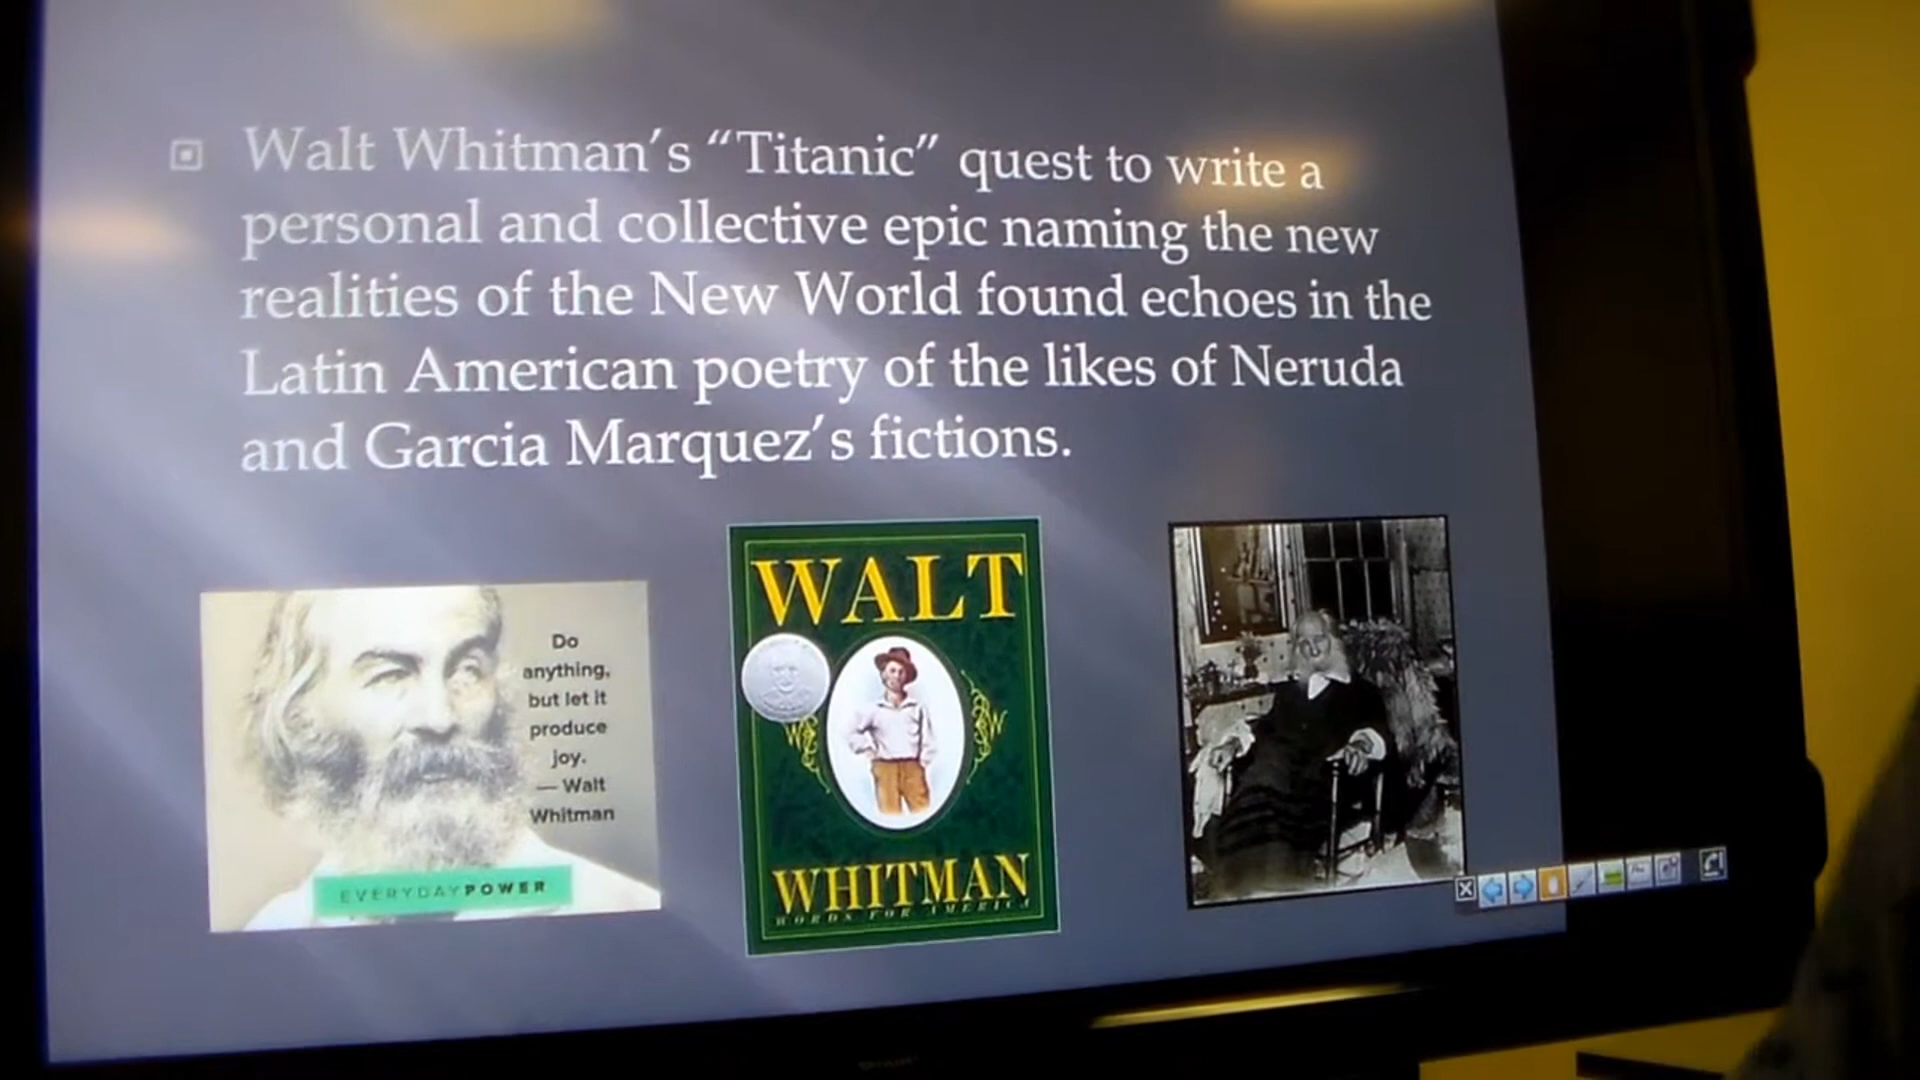 Walt Whitman's “Titanic” quest to write a
personal and collective epic naming the new
realities of the New World found echoes in the
Latin American poetry of the likes of Neruda
and Garcia Marquez's fictions.
Do
anything,
but let it
produce
joy.
— Walt
Whitman
EVERYDAYPOWER
WALT
W W
WHITMAN
WORDS FOR AMERICA